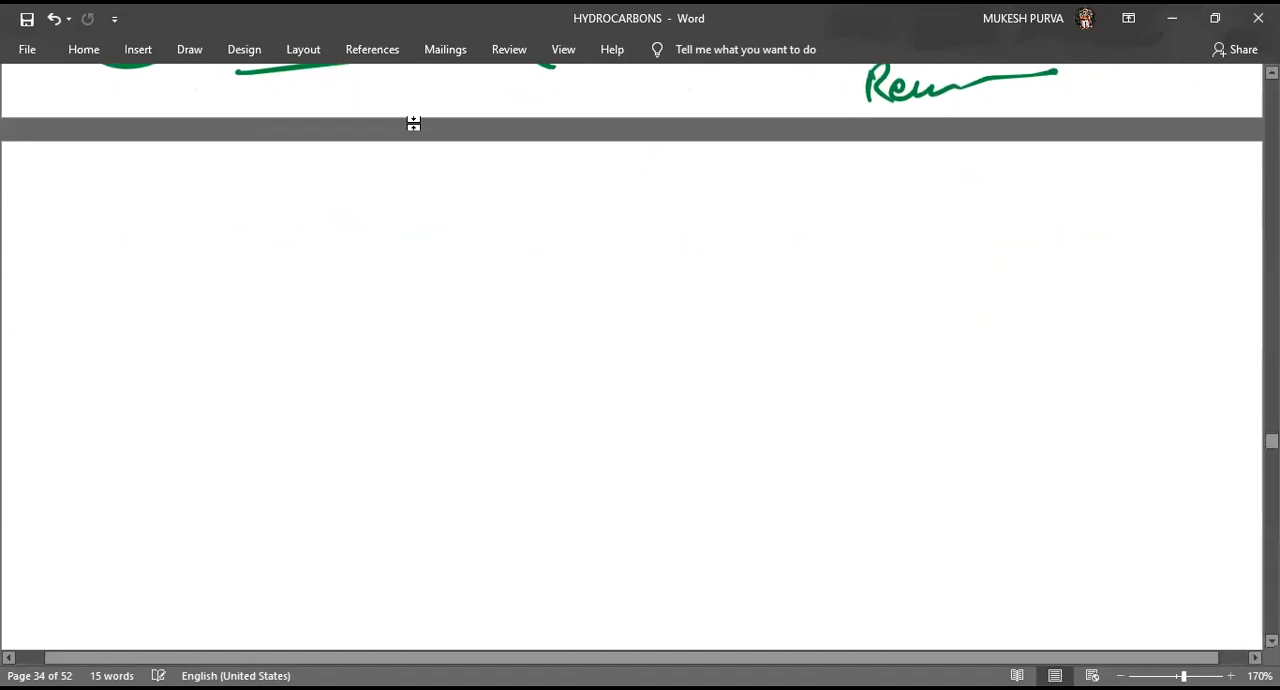 HYDROCARBONS - Word
MUKESH PURVA
File Home Insert Draw Design Layout References Mailings Review View Help Tell me what you want to do Share
Page 34 of 52 15 words English (United States) 170%